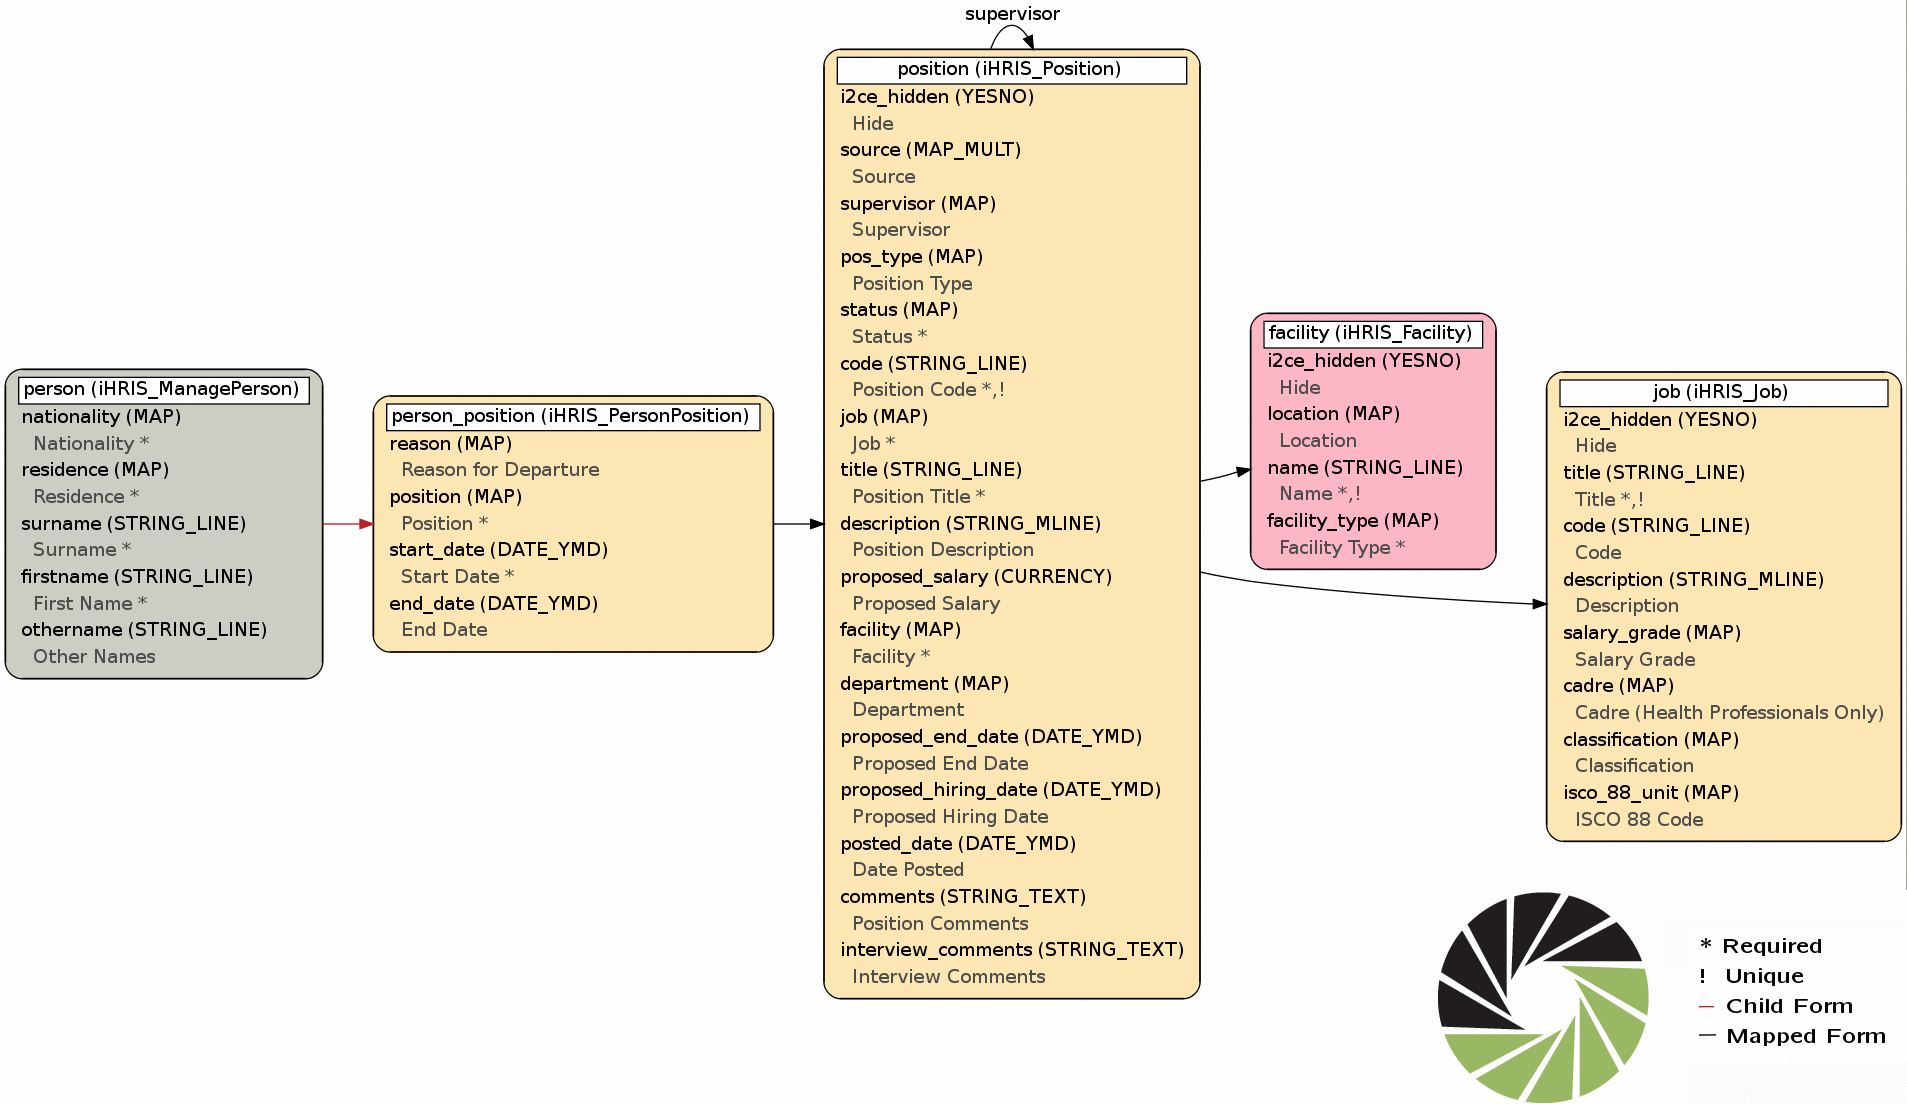 supervisor
person (iHRIS_ManagePerson)
nationality (MAP)
Nationality *
residence (MAP)
Residence *
surname (STRING_LINE)
Surname *
firstname (STRING_LINE)
First Name *
othername (STRING_LINE)
Other Names
person_position (iHRIS_PersonPosition)
reason (MAP)
Reason for Departure
position (MAP)
Position *
start_date (DATE_YMD)
Start Date *
end_date (DATE_YMD)
End Date
position (iHRIS_Position)
i2ce_hidden (YESNO)
Hide
source (MAP_MULT)
Source
supervisor (MAP)
Supervisor
pos_type (MAP)
Position Type
status (MAP)
Status *
code (STRING_LINE)
Position Code *,!
job (MAP)
Job *
title (STRING_LINE)
Position Title *
description (STRING_MLINE)
Position Description
proposed_salary (CURRENCY)
Proposed Salary
facility (MAP)
Facility *
department (MAP)
Department
proposed_end_date (DATE_YMD)
Proposed End Date
proposed_hiring_date (DATE_YMD)
Proposed Hiring Date
posted_date (DATE_YMD)
Date Posted
comments (STRING_TEXT)
Position Comments
interview_comments (STRING_TEXT)
Interview Comments
facility (iHRIS_Facility)
i2ce_hidden (YESNO)
Hide
location (MAP)
Location
name (STRING_LINE)
Name *,!
facility_type (MAP)
Facility Type *
job (iHRIS_Job)
i2ce_hidden (YESNO)
Hide
title (STRING_LINE)
Title *,!
code (STRING_LINE)
Code
description (STRING_MLINE)
Description
salary_grade (MAP)
Salary Grade
cadre (MAP)
Cadre (Health Professionals Only)
classification (MAP)
Classification
isco_88_unit (MAP)
ISCO 88 Code
* Required
! Unique
— Child Form
— Mapped Form